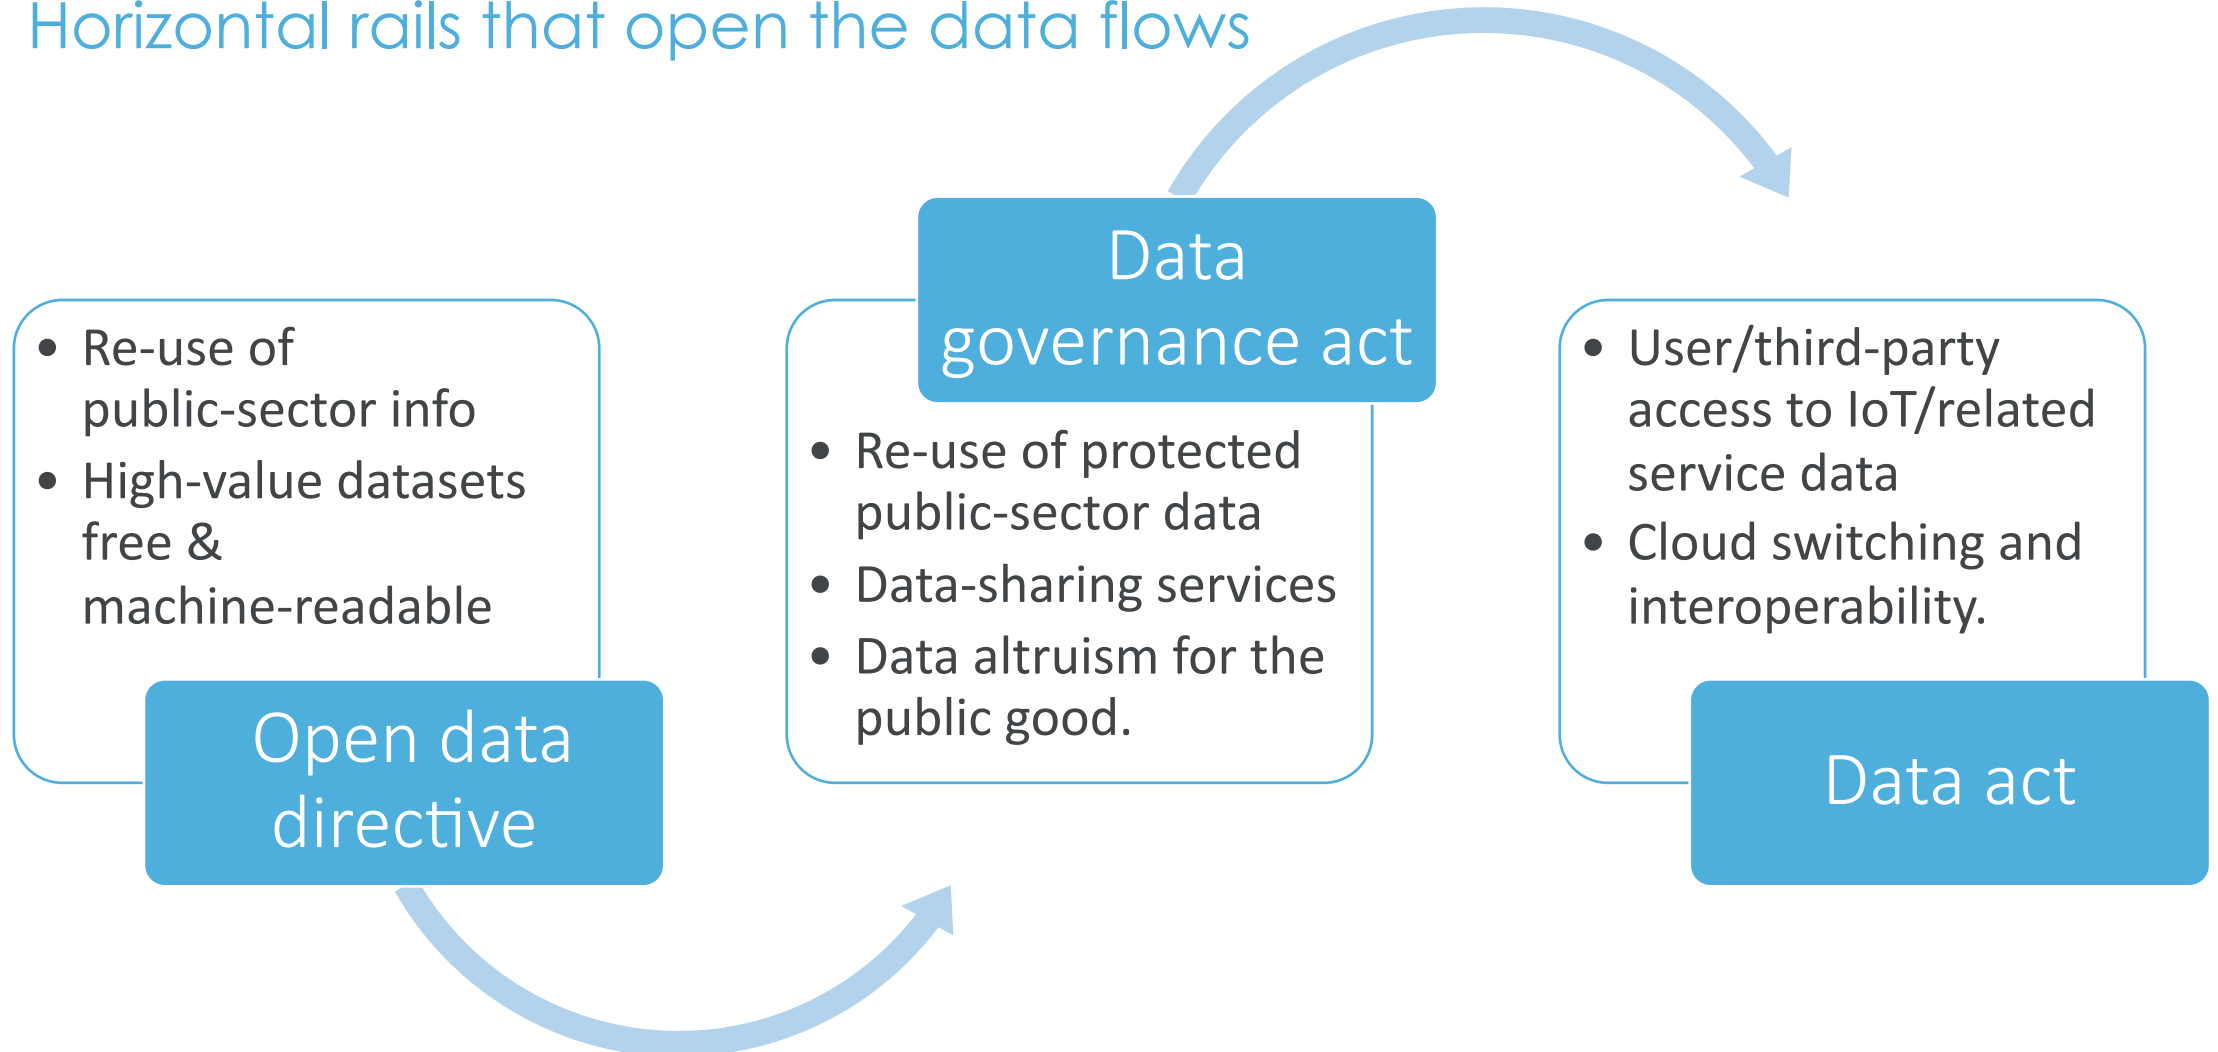 Horizontal rails that open the data flows
• Re-use of
public-sector info
• High-value datasets
free &
machine-readable
Open data
directive
Data
governance act
• Re-use of protected
public-sector data
• Data-sharing services
• Data altruism for the
public good.
• User/third-party
access to IoT/related
service data
• Cloud switching and
interoperability.
Data act